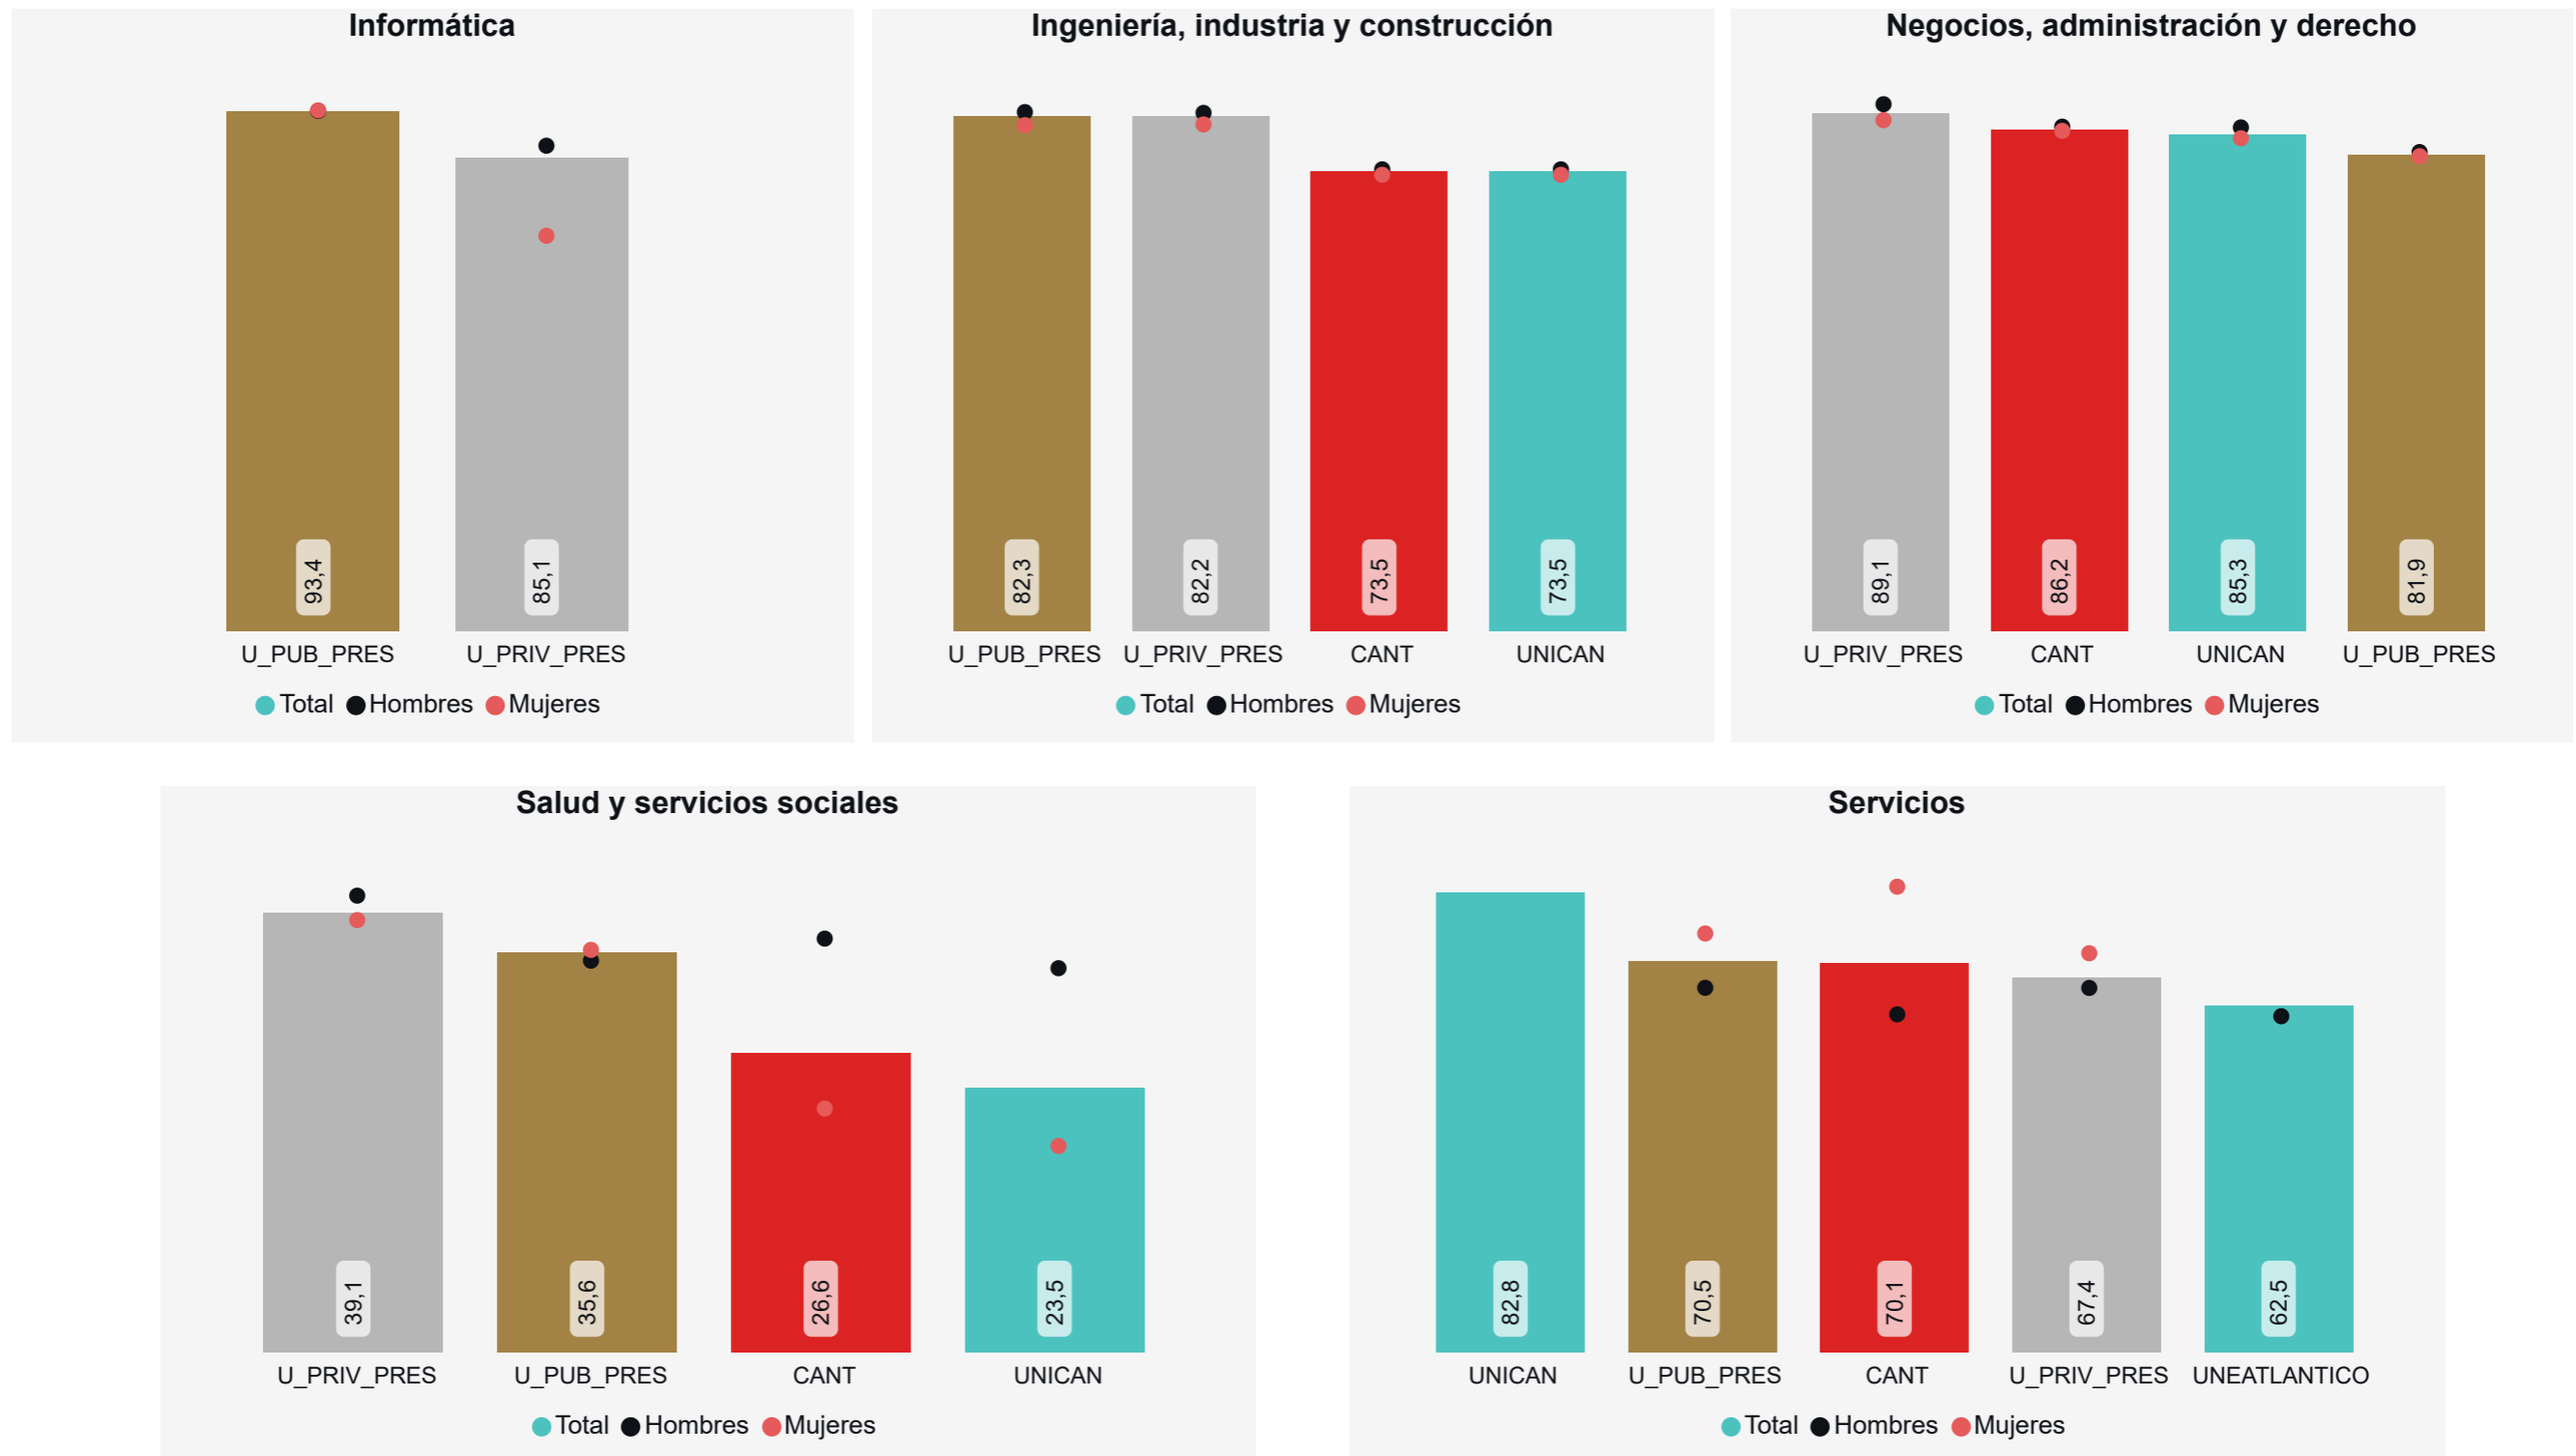 Informática
93,4
85,1
U_PUB_PRES
U_PRIV_PRES
Total Hombres Mujeres
Ingeniería, industria y construcción
82,3
82,2
73,5
73,5
U_PUB_PRES
U_PRIV_PRES
CANT
UNICAN
Total Hombres Mujeres
Negocios, administración y derecho
89,1
86,2
85,3
81,9
U_PRIV_PRES
CANT
UNICAN
U_PUB_PRES
Total Hombres Mujeres
Salud y servicios sociales
39,1
35,6
26,6
23,5
U_PRIV_PRES
U_PUB_PRES
CANT
UNICAN
Total Hombres Mujeres
Servicios
82,8
70,5
70,1
67,4
62,5
UNICAN
U_PUB_PRES
CANT
U_PRIV_PRES
UNEATLANTICO
Total Hombres Mujeres